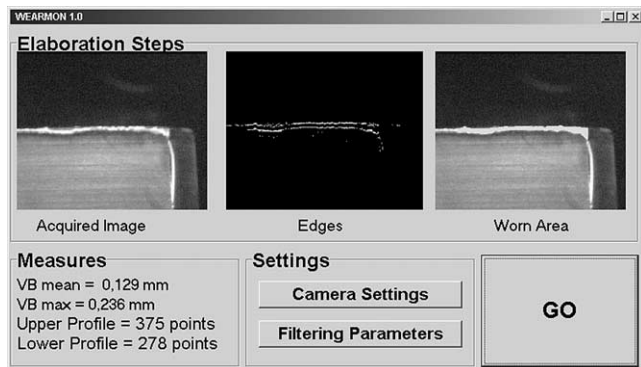 WEARMON 1.0
Elaboration Steps
Acquired Image
Edges
Worn Area
Measures
VB mean = 0,129 mm
VB max = 0,236 mm
Upper Profile = 375 points
Lower Profile = 278 points
Settings
Camera Settings
Filtering Parameters
GO